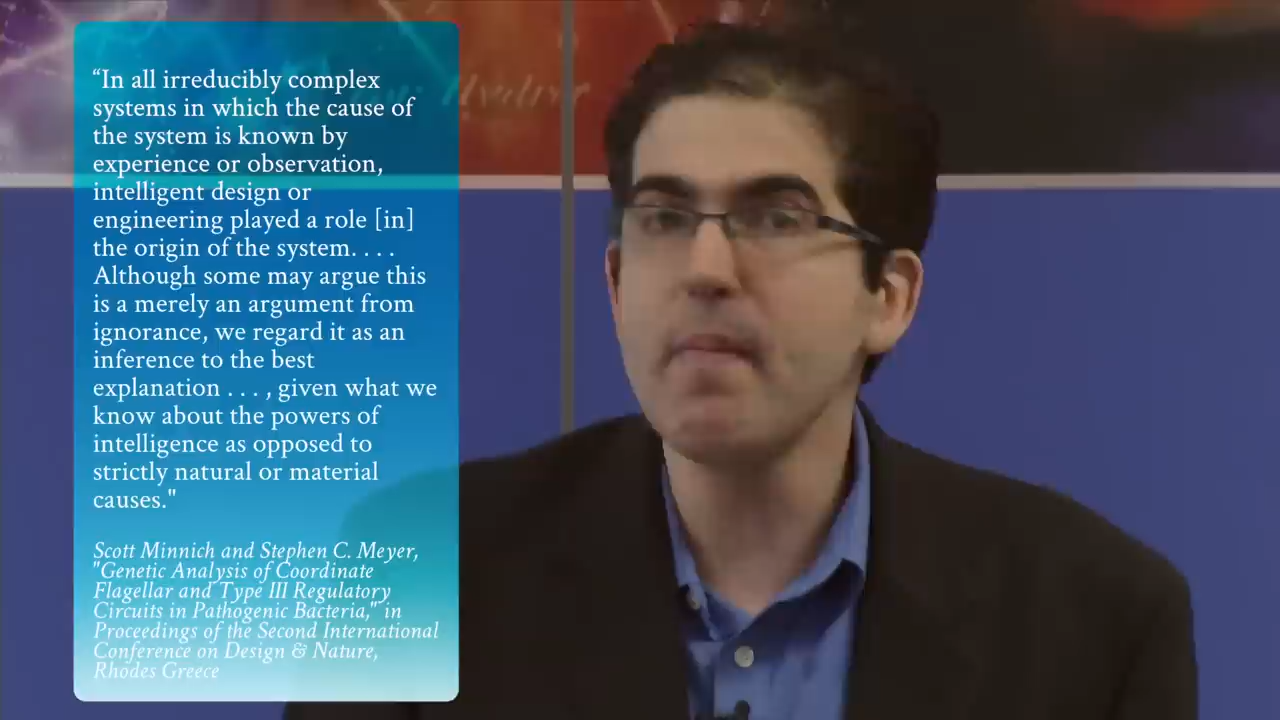 “In all irreducibly complex
systems in which the cause of
the system is known by
experience or observation,
intelligent design or
engineering played a role [in]
the origin of the system. . . .
Although some may argue this
is a merely an argument from
ignorance, we regard it as an
inference to the best
explanation . . . , given what we
know about the powers of
intelligence as opposed to
strictly natural or material
causes."
Scott Minnich and Stephen C. Meyer,
"Genetic Analysis of Coordinate
Flagellar and Type III Regulatory
Circuits in Pathogenic Bacteria," in
Proceedings of the Second International
Conference on Design & Nature,
Rhodes Greece